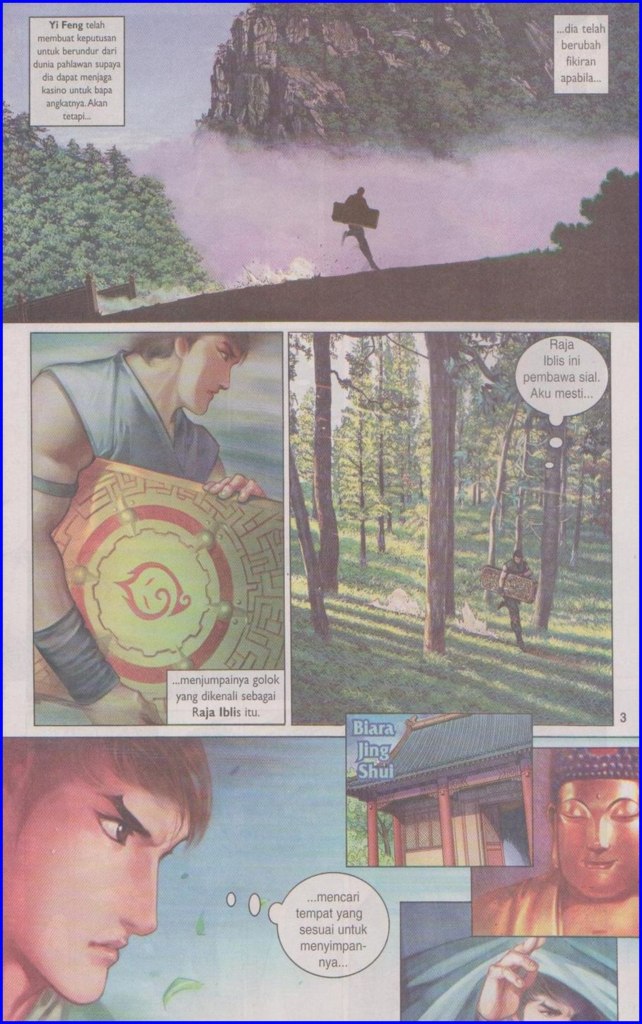 Yi Feng telah
membuat keputusan
untuk berundur dari
dunia pahlawan supaya
dia dapat menjaga
kasino untuk bapa
angkatnya. Akan
tetapi...
...dia telah
berubah
fikiran
apabila...
...menjumpainya golok
yang dikenali sebagai
Raja Iblis itu.
Raja
Iblis ini
pembawa sial.
Aku mesti...
3
Biara
Jing
Shui
...mencari
tempat yang
sesuai untuk
menyimpan-
nya...